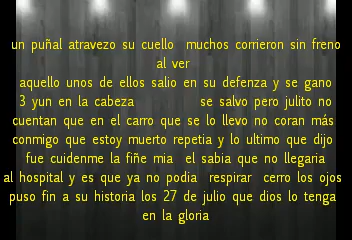 un puñal atravezo su cuello muchos corrieron sin freno
al ver
aquello unos de ellos salio en su defenza y se gano
3 yun en la cabeza se salvo pero julito no
cuentan que en el carro que se lo llevo no coran más
conmigo que estoy muerto repetia y lo ultimo que dijo
fue cuidenme la fiñe mia el sabia que no llegaria
al hospital y es que ya no podia respirar cerro los ojos
puso fin a su historia los 27 de julio que dios lo tenga
en la gloria